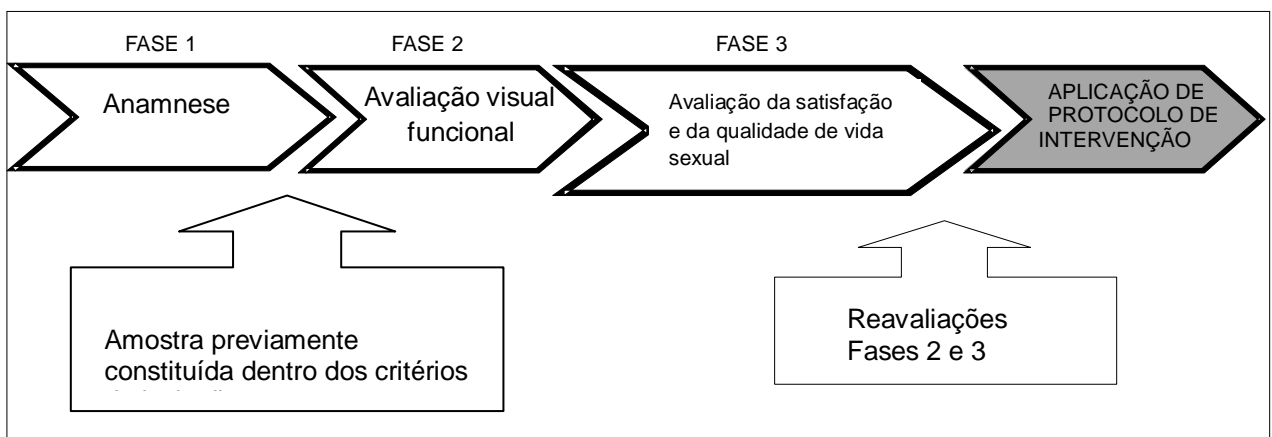 FASE 1
FASE 2
FASE 3
Anamnese
Avaliação visual
funcional
Avaliação da satisfação
e da qualidade de vida
sexual
APLICAÇÃO DE
PROTOCOLO DE
INTERVENÇÃO
Amostra previamente
constituída dentro dos critérios
Reavaliações
Fases 2 e 3